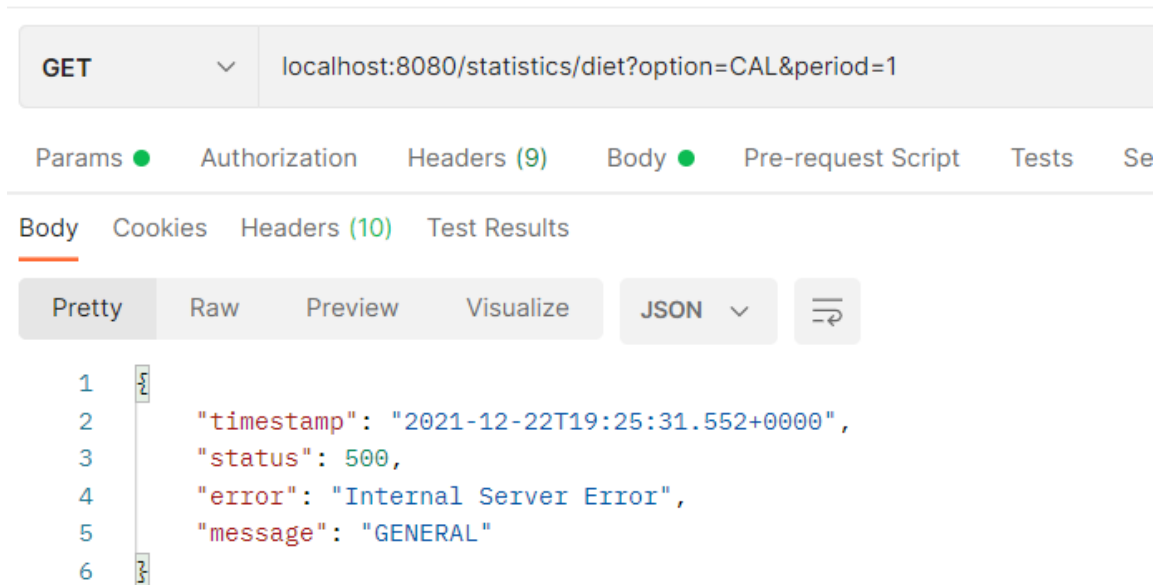 GET localhost:8080/statistics/diet?option=CAL&period=1
Params Authorization Headers (9) Body Pre-request Script Tests Se
Body Cookies Headers (10) Test Results
Pretty Raw Preview Visualize JSON
1 {
2 "timestamp": "2021-12-22T19:25:31.552+0000",
3 "status": 500,
4 "error": "Internal Server Error",
5 "message": "GENERAL"
6 }